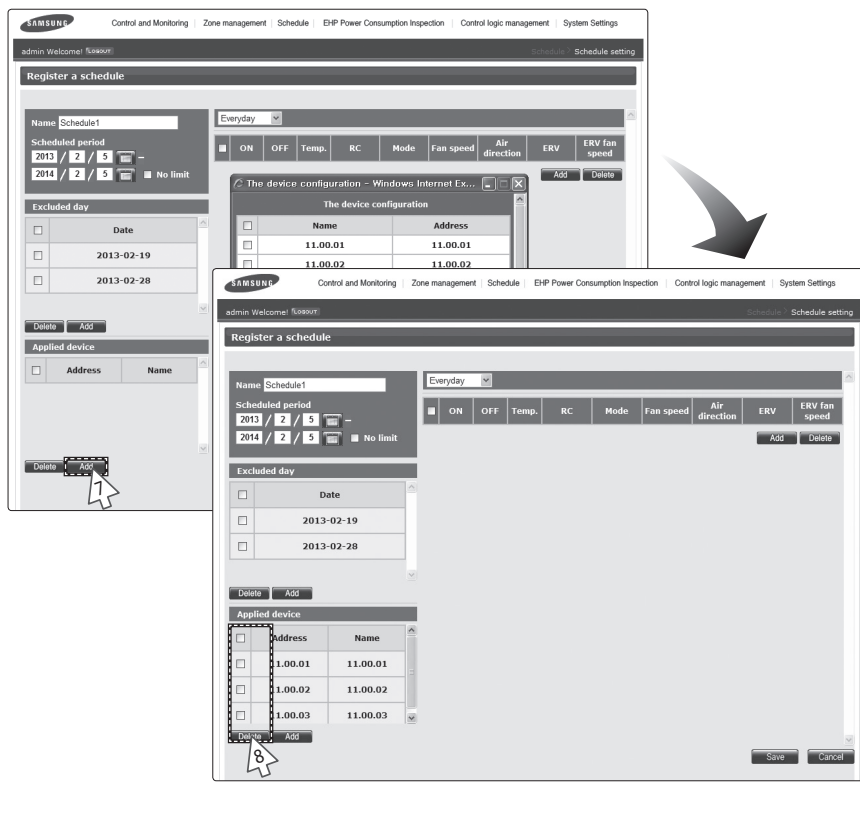 SAMSUNG
Control and Monitoring | Zone management | Schedule | EHP Power Consumption Inspection | Control logic management | System Settings
admin Welcome! LOGOUT
Schedule > Schedule setting
Register a schedule
Name Schedule1
Scheduled period
2013 / 2 / 5 –
2014 / 2 / 5 No limit
Everyday
ON OFF Temp. RC Mode Fan speed Air direction ERV ERV fan speed
Add Delete
Excluded day
Date
2013-02-19
2013-02-28
Delete Add
Applied device
Address Name
Delete Add
7
The device configuration - Windows Internet Ex...
The device configuration
Name Address
11.00.01 11.00.01
11.00.02 11.00.02
SAMSUNG
Control and Monitoring | Zone management | Schedule | EHP Power Consumption Inspection | Control logic management | System Settings
admin Welcome! LOGOUT
Schedule > Schedule setting
Register a schedule
Name Schedule1
Scheduled period
2013 / 2 / 5 –
2014 / 2 / 5 No limit
Everyday
ON OFF Temp. RC Mode Fan speed Air direction ERV ERV fan speed
Add Delete
Excluded day
Date
2013-02-19
2013-02-28
Delete Add
Applied device
Address Name
1.00.01 11.00.01
1.00.02 11.00.02
1.00.03 11.00.03
Delete Add
8
Save Cancel